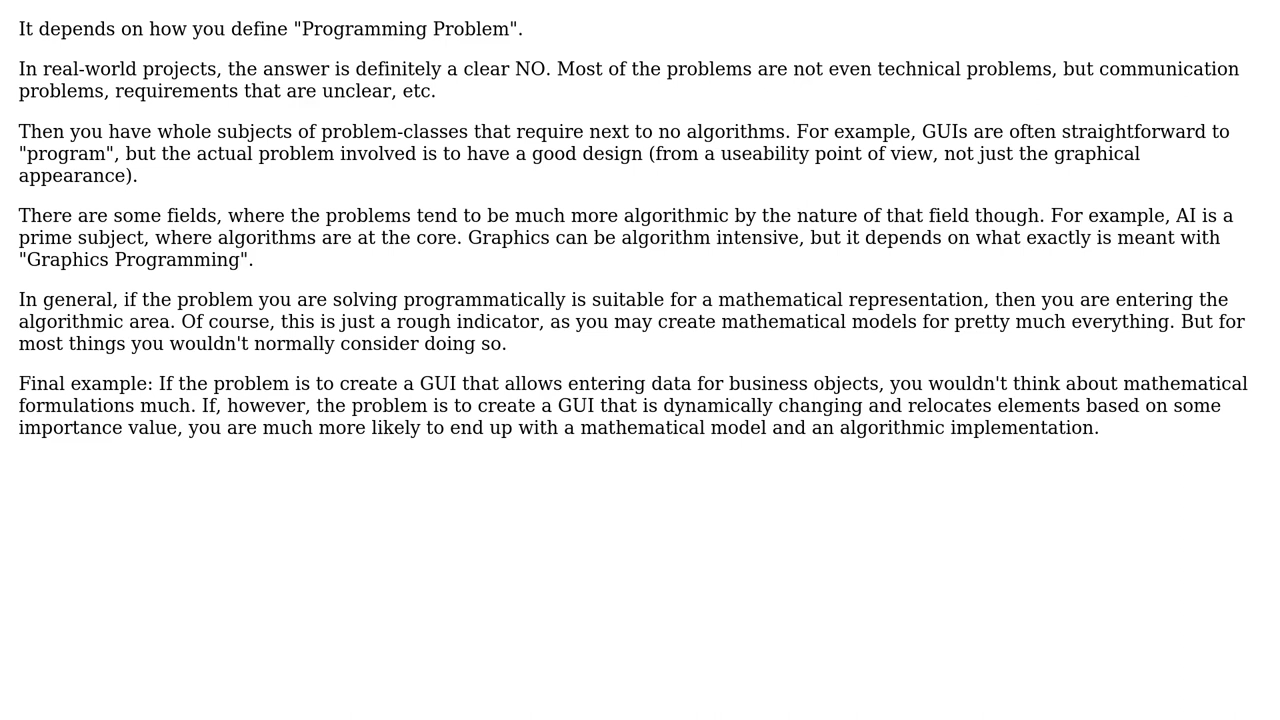 It depends on how you define "Programming Problem".
In real-world projects, the answer is definitely a clear NO. Most of the problems are not even technical problems, but communication
problems, requirements that are unclear, etc.
Then you have whole subjects of problem-classes that require next to no algorithms. For example, GUIs are often straightforward to
"program", but the actual problem involved is to have a good design (from a useability point of view, not just the graphical
appearance).
There are some fields, where the problems tend to be much more algorithmic by the nature of that field though. For example, AI is a
prime subject, where algorithms are at the core. Graphics can be algorithm intensive, but it depends on what exactly is meant with
"Graphics Programming".
In general, if the problem you are solving programmatically is suitable for a mathematical representation, then you are entering the
algorithmic area. Of course, this is just a rough indicator, as you may create mathematical models for pretty much everything. But for
most things you wouldn't normally consider doing so.
Final example: If the problem is to create a GUI that allows entering data for business objects, you wouldn't think about mathematical
formulations much. If, however, the problem is to create a GUI that is dynamically changing and relocates elements based on some
importance value, you are much more likely to end up with a mathematical model and an algorithmic implementation.